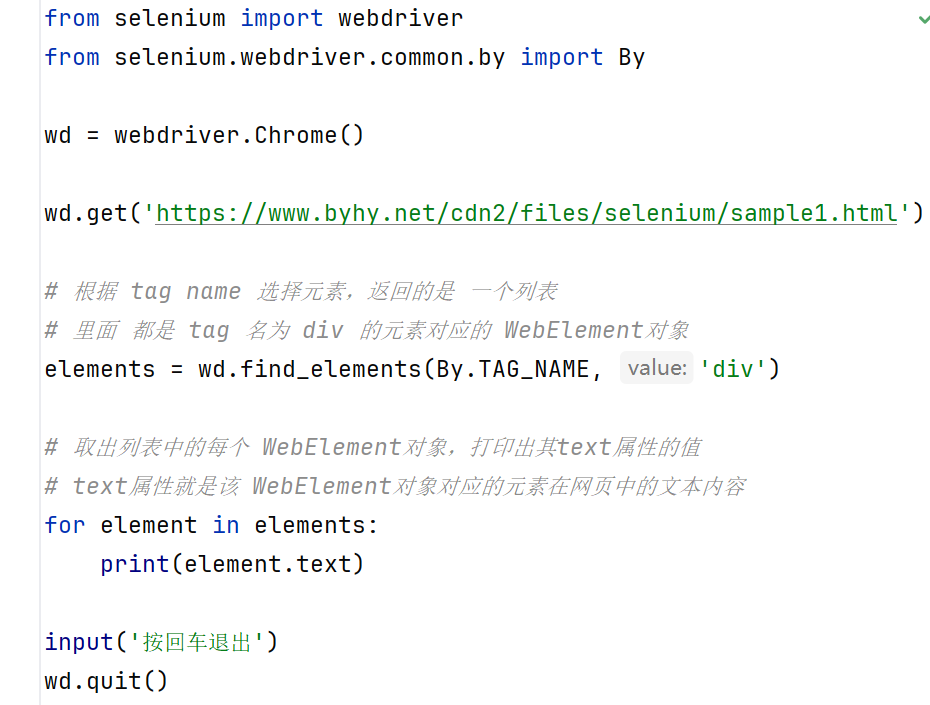 from selenium import webdriver
from selenium.webdriver.common.by import By
wd = webdriver.Chrome()
wd.get('https://www.byhy.net/cdn2/files/selenium/sample1.html')
# 根据 tag name 选择元素，返回的是 一个列表
# 里面 都是 tag 名为 div 的元素对应的 WebElement对象
elements = wd.find_elements(By.TAG_NAME, value: 'div')
# 取出列表中的每个 WebElement对象，打印出其text属性的值
# text属性就是该 WebElement对象对应的元素在网页中的文本内容
for element in elements:
    print(element.text)
input('按回车退出')
wd.quit()